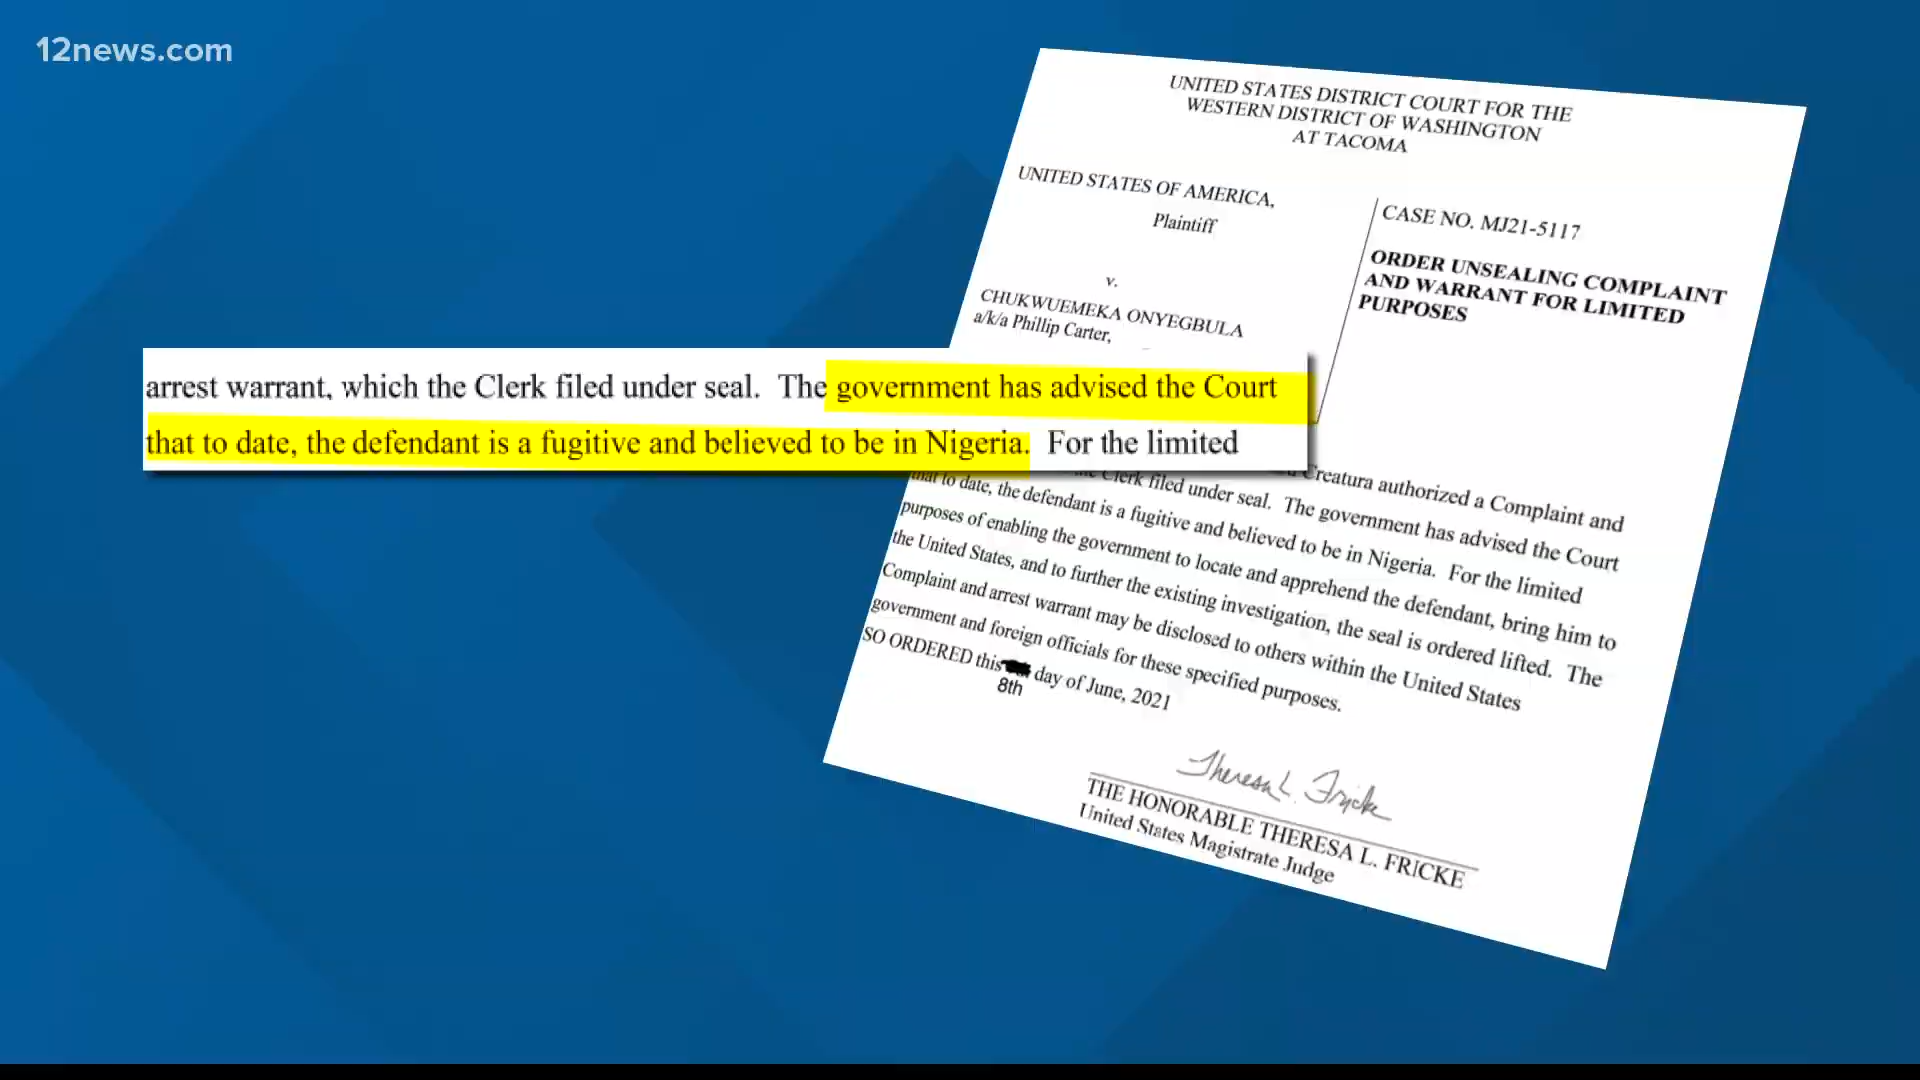 12news.com
UNITED STATES DISTRICT COURT FOR THE
WESTERN DISTRICT OF WASHINGTON
AT TACOMA
UNITED STATES OF AMERICA,
Plaintiff
v.
CHUKWUEMEKA ONYEGBULA
a/k/a Phillip Carter,
CASE NO. MJ21-5117
ORDER UNSEALING COMPLAINT
AND WARRANT FOR LIMITED
PURPOSES
arrest warrant, which the Clerk filed under seal. The government has advised the Court
that to date, the defendant is a fugitive and believed to be in Nigeria. For the limited
Creatura authorized a Complaint and
the Clerk filed under seal. The government has advised the Court
that to date, the defendant is a fugitive and believed to be in Nigeria. For the limited
purposes of enabling the government to locate and apprehend the defendant, bring him to
the United States, and to further the existing investigation, the seal is ordered lifted. The
Complaint and arrest warrant may be disclosed to others within the United States
government and foreign officials for these specified purposes.
SO ORDERED this day of June, 2021
8th
Theresa L. Fricke
THE HONORABLE THERESA L. FRICKE
United States Magistrate Judge